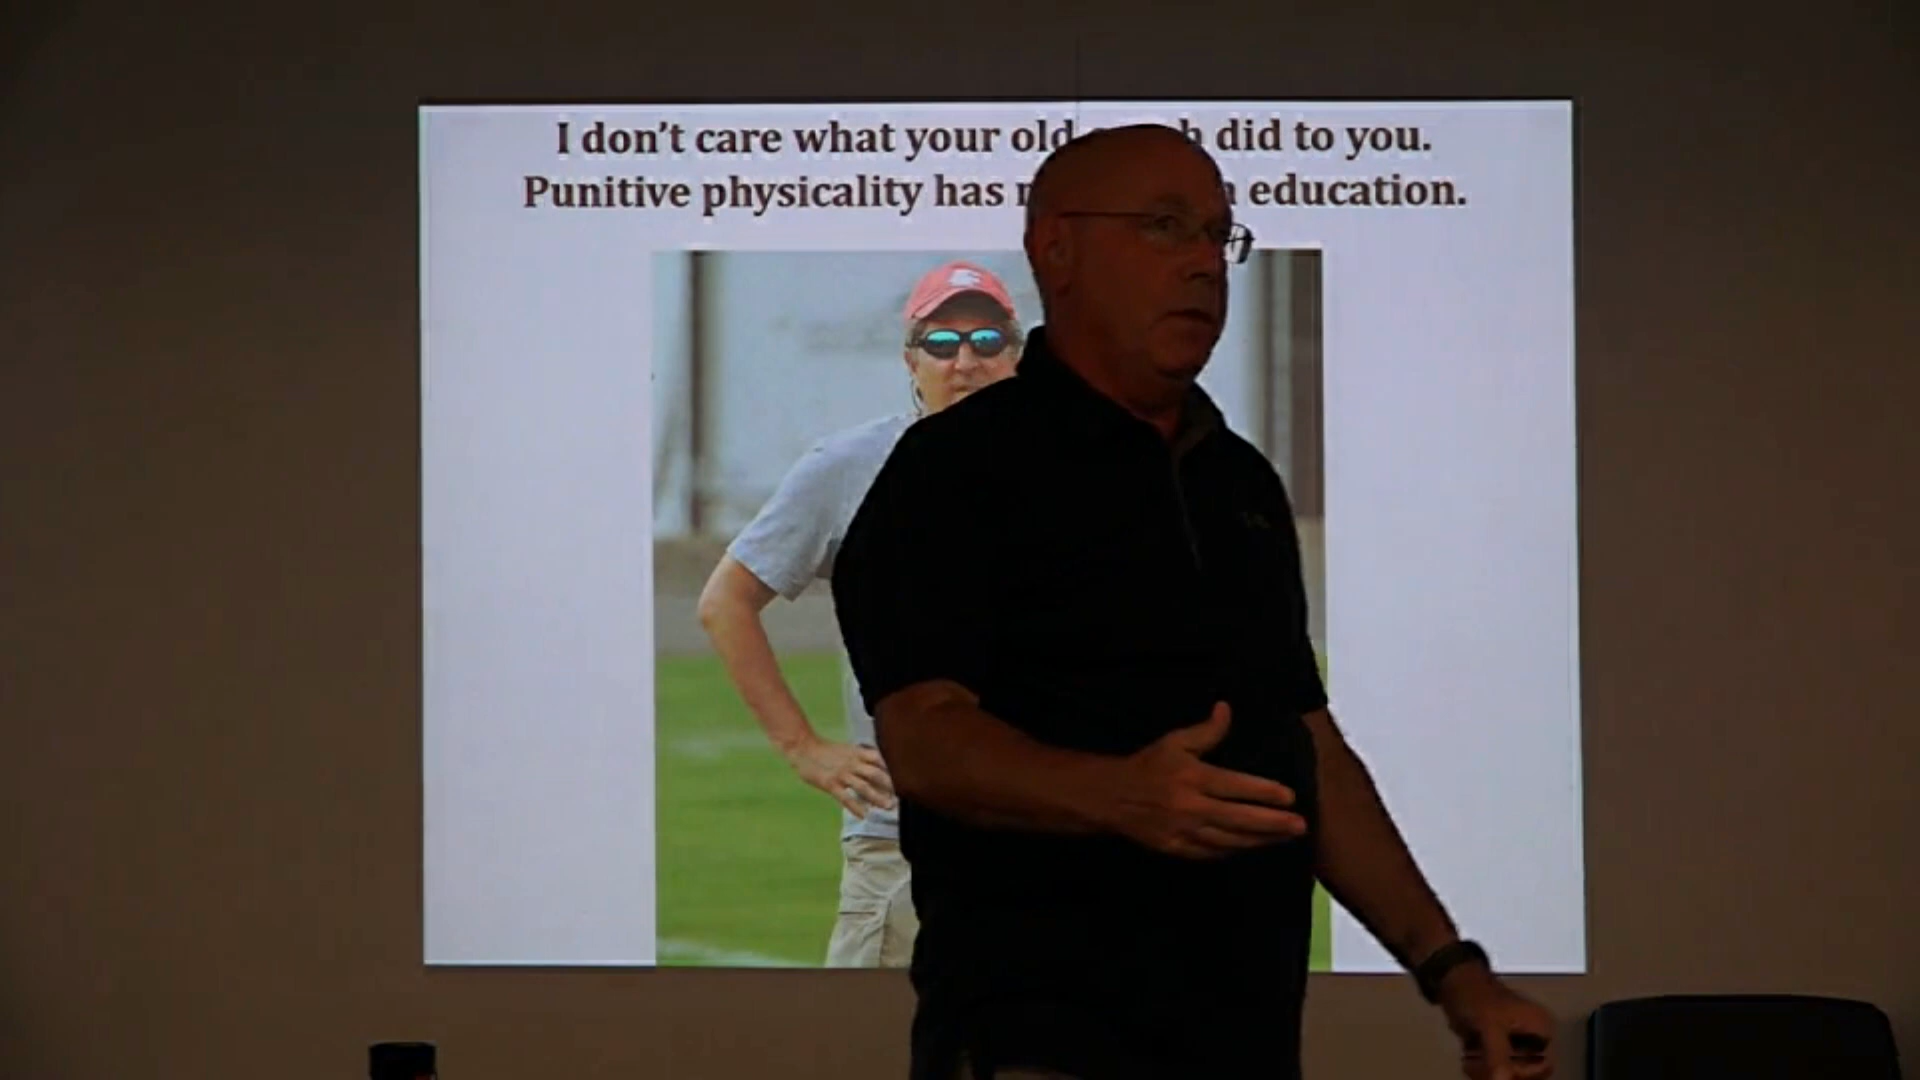 I don't care what your old did to you.
Punitive physicality has education.